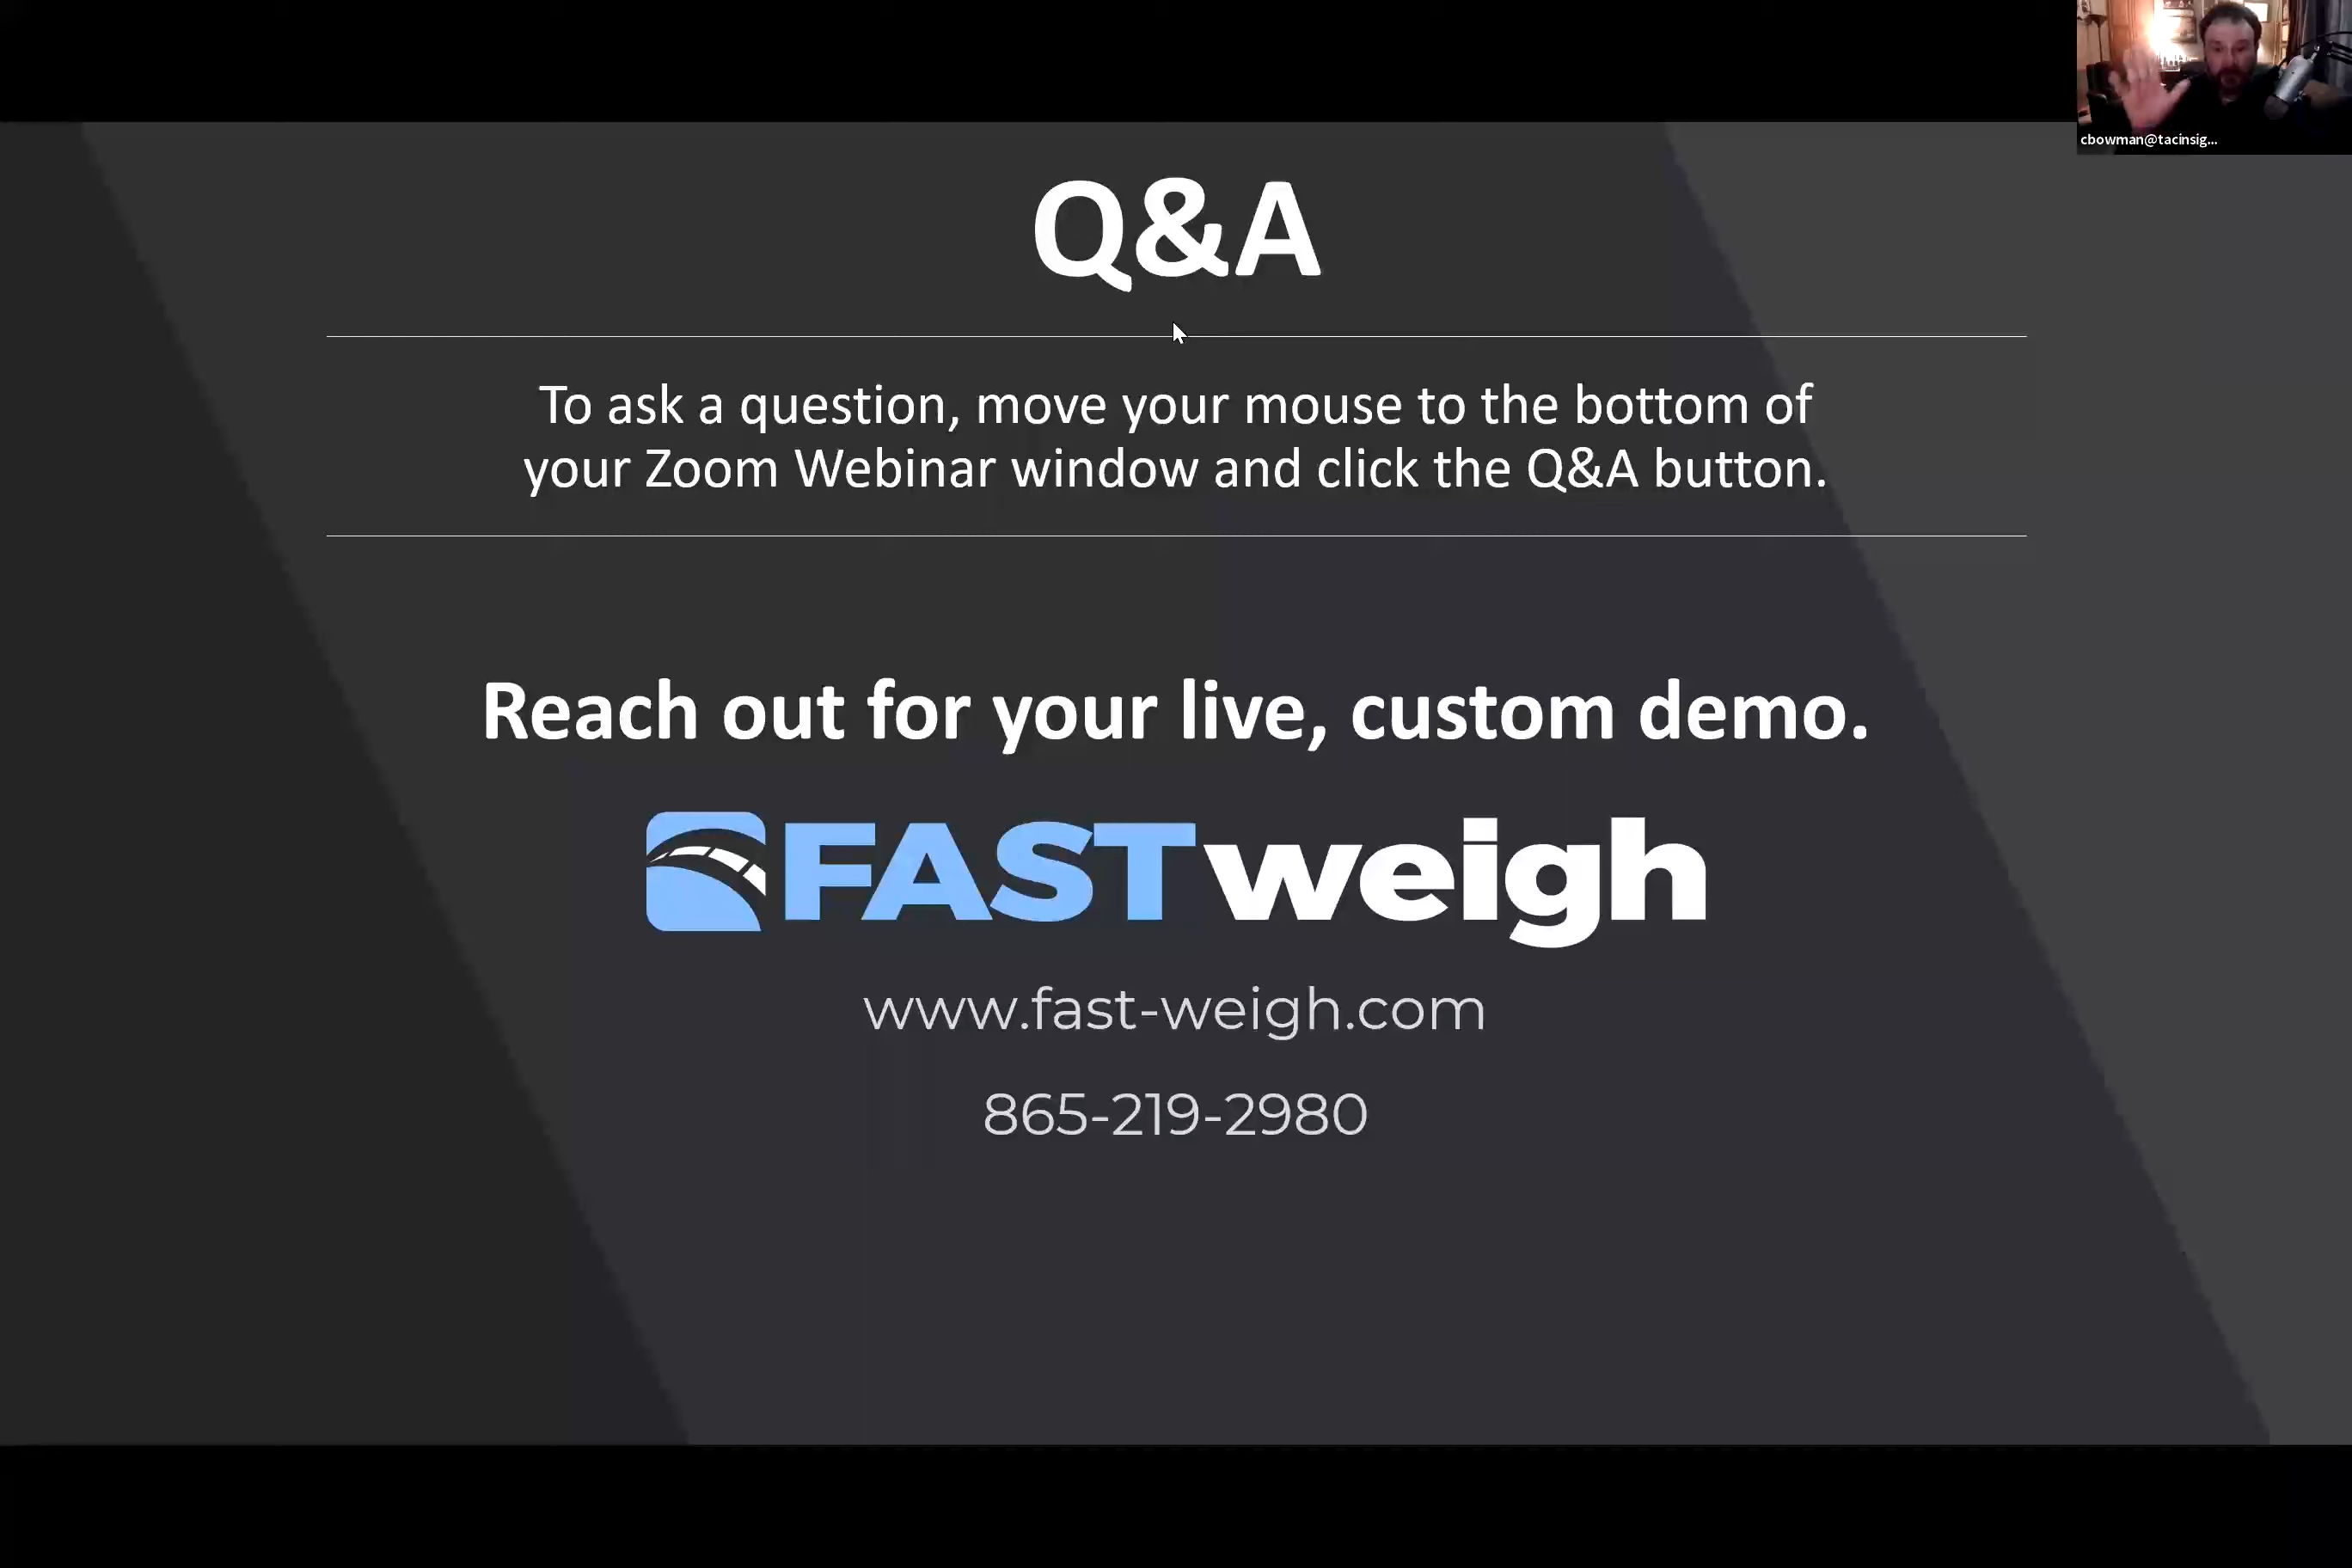 cbowman@tacinsig...
Q&A
To ask a question, move your mouse to the bottom of
your Zoom Webinar window and click the Q&A button.
Reach out for your live, custom demo.
FASTweigh
www.fast-weigh.com
865-219-2980